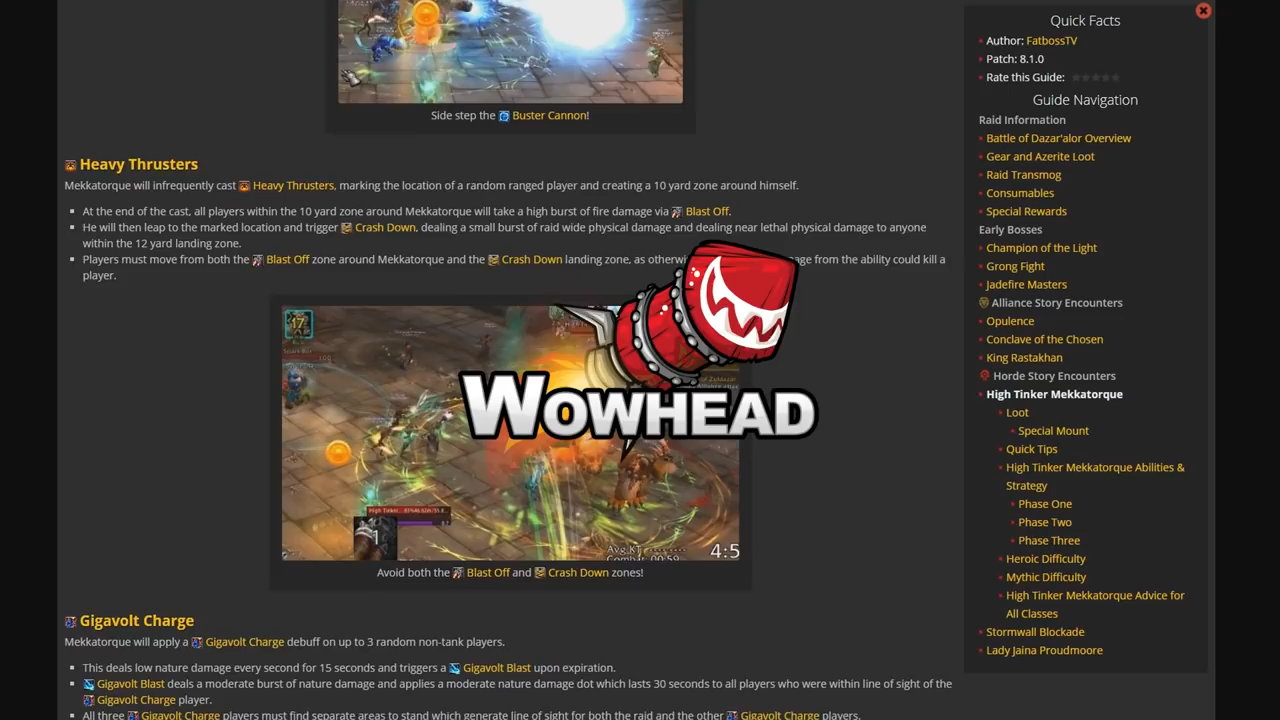 Side step the Buster Cannon!
Heavy Thrusters
Mekkatorque will infrequently cast Heavy Thrusters, marking the location of a random ranged player and creating a 10 yard zone around himself.
At the end of the cast, all players within the 10 yard zone around Mekkatorque will take a high burst of fire damage via Blast Off.
He will then leap to the marked location and trigger Crash Down, dealing a small burst of raid wide physical damage and dealing near lethal physical damage to anyone
within the 12 yard landing zone.
Players must move from both the Blast Off zone around Mekkatorque and the Crash Down landing zone, as otherwi mage from the ability could kill a
player.
17
WOWHEAD
High Tinker
1
Avg KT
Combat: 00:59
4:5
Avoid both the Blast Off and Crash Down zones!
Gigavolt Charge
Mekkatorque will apply a Gigavolt Charge debuff on up to 3 random non-tank players.
This deals low nature damage every second for 15 seconds and triggers a Gigavolt Blast upon expiration.
Gigavolt Blast deals a moderate burst of nature damage and applies a moderate nature damage dot which lasts 30 seconds to all players who were within line of sight of the
Gigavolt Charge player.
All three Gigavolt Charge players must find separate areas to stand which generate line of sight for both the raid and the other Gigavolt Charge players.
Quick Facts
Author: FatbossTV
Patch: 8.1.0
Rate this Guide:
Guide Navigation
Raid Information
Battle of Dazar'alor Overview
Gear and Azerite Loot
Raid Transmog
Consumables
Special Rewards
Early Bosses
Champion of the Light
Grong Fight
Jadefire Masters
Alliance Story Encounters
Opulence
Conclave of the Chosen
King Rastakhan
Horde Story Encounters
High Tinker Mekkatorque
Loot
Special Mount
Quick Tips
High Tinker Mekkatorque Abilities &
Strategy
Phase One
Phase Two
Phase Three
Heroic Difficulty
Mythic Difficulty
High Tinker Mekkatorque Advice for
All Classes
Stormwall Blockade
Lady Jaina Proudmoore